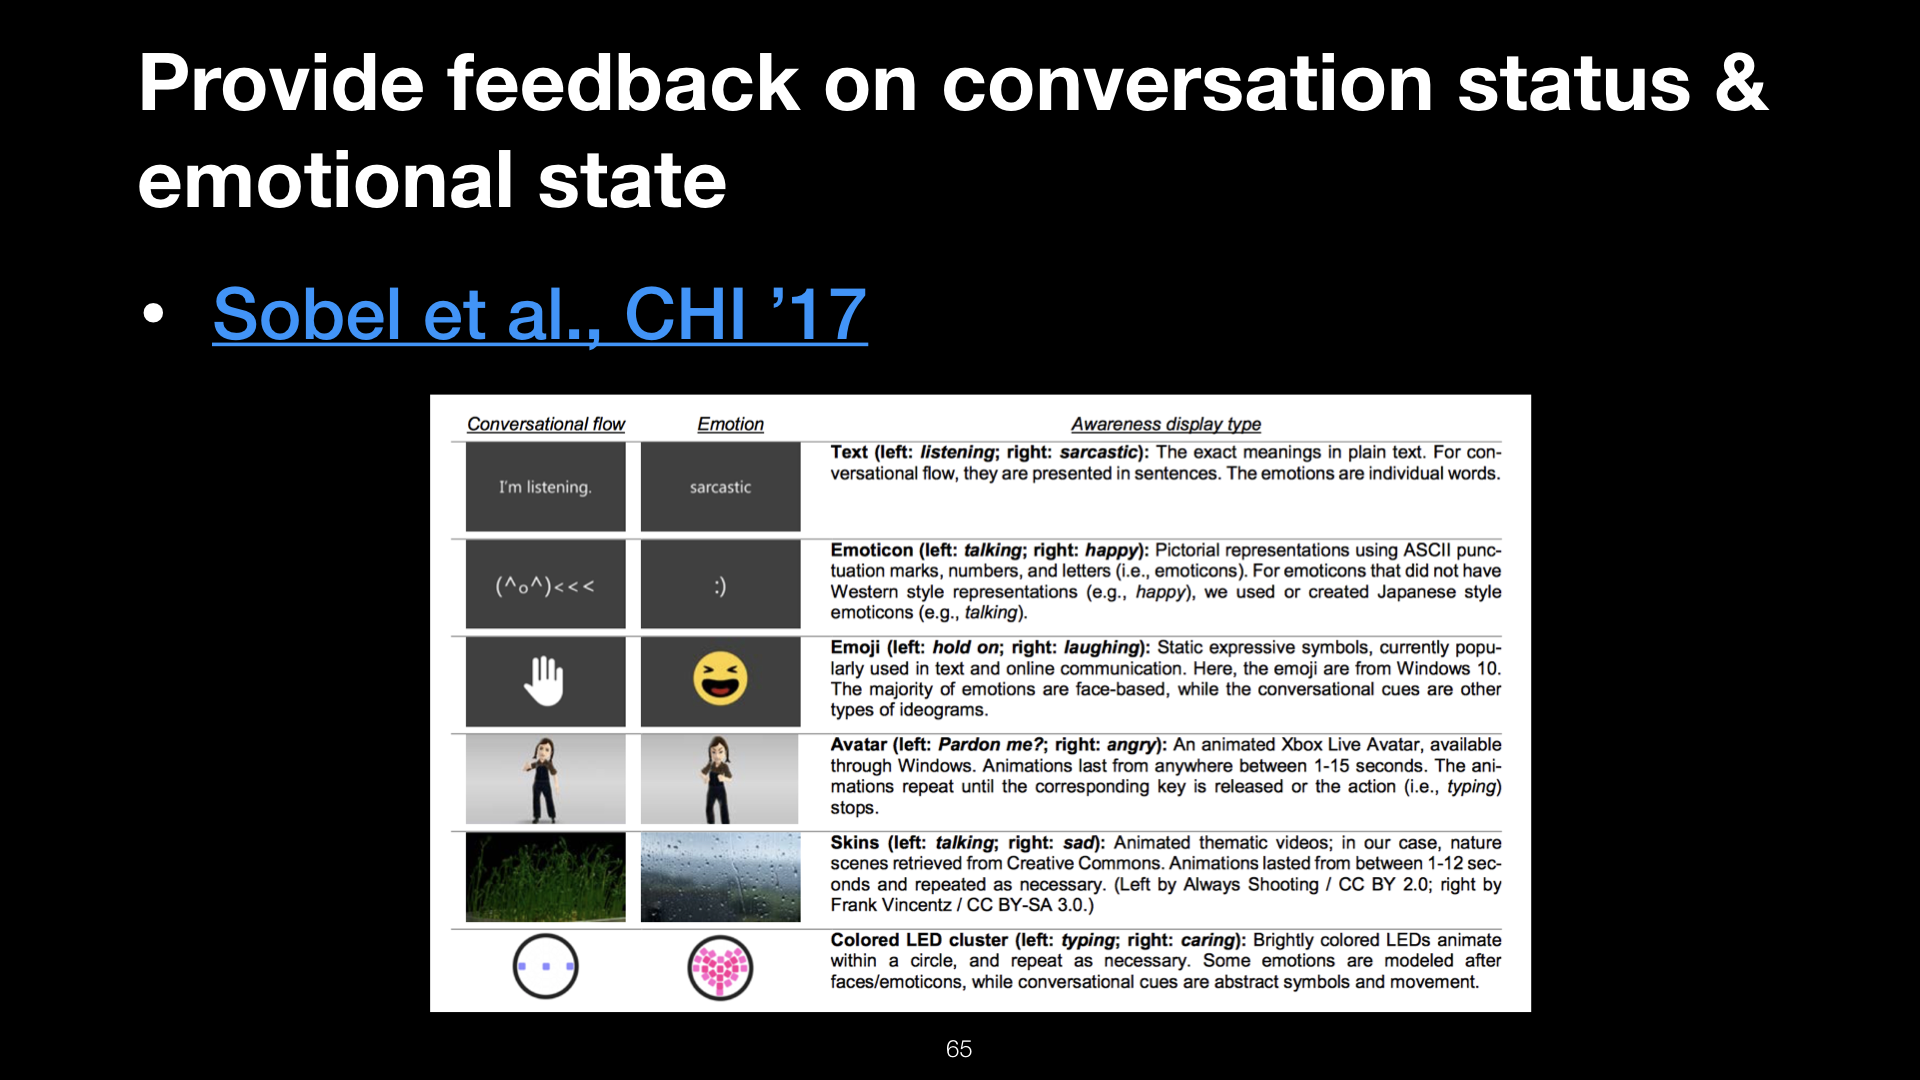 Provide feedback on conversation status &
emotional state
• Sobel et al., CHI ’17
Conversational flow Emotion Awareness display type
I'm listening. sarcastic
Text (left: listening; right: sarcastic): The exact meanings in plain text. For con-
versational flow, they are presented in sentences. The emotions are individual words.
(^o^)<<< :)
Emoticon (left: talking; right: happy): Pictorial representations using ASCII punc-
tuation marks, numbers, and letters (i.e., emoticons). For emoticons that did not have
Western style representations (e.g., happy), we used or created Japanese style
emoticons (e.g., talking).
Emoji (left: hold on; right: laughing): Static expressive symbols, currently popu-
larly used in text and online communication. Here, the emoji are from Windows 10.
The majority of emotions are face-based, while the conversational cues are other
types of ideograms.
Avatar (left: Pardon me?; right: angry): An animated Xbox Live Avatar, available
through Windows. Animations last from anywhere between 1-15 seconds. The ani-
mations repeat until the corresponding key is released or the action (i.e., typing)
stops.
Skins (left: talking; right: sad): Animated thematic videos; in our case, nature
scenes retrieved from Creative Commons. Animations lasted from between 1-12 sec-
onds and repeated as necessary. (Left by Always Shooting / CC BY 2.0; right by
Frank Vincentz / CC BY-SA 3.0.)
Colored LED cluster (left: typing; right: caring): Brightly colored LEDs animate
within a circle, and repeat as necessary. Some emotions are modeled after
faces/emoticons, while conversational cues are abstract symbols and movement.
65